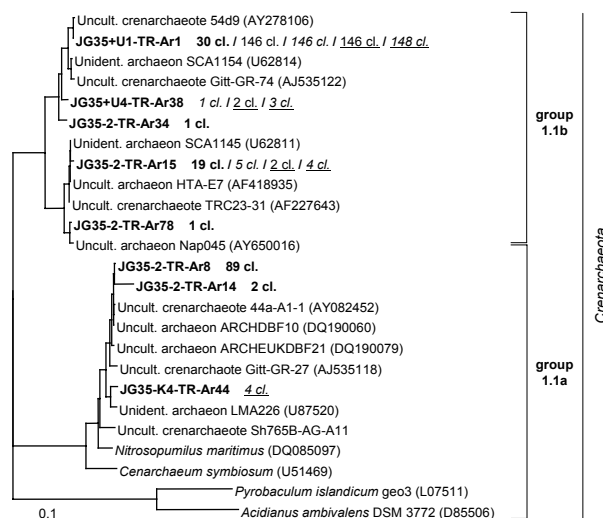 Uncult. crenarchaeote 54d9 (AY278106)
JG35+U1-TR-Ar1 30 cl. / 146 cl. / 146 cl. / 146 cl. / 148 cl.
Unident. archaeon SCA1154 (U62814)
Uncult. crenarchaeote Gitt-GR-74 (AJ535122)
JG35+U4-TR-Ar38 1 cl. / 2 cl. / 3 cl.
JG35-2-TR-Ar34 1 cl.
Unident. archaeon SCA1145 (U62811)
JG35-2-TR-Ar15 19 cl. / 5 cl. / 2 cl. / 4 cl.
Uncult. archaeon HTA-E7 (AF418935)
Uncult. crenarchaeote TRC23-31 (AF227643)
JG35-2-TR-Ar78 1 cl.
Uncult. archaeon Nap045 (AY650016)
JG35-2-TR-Ar8 89 cl.
JG35-2-TR-Ar14 2 cl.
Uncult. crenarchaeote 44a-A1-1 (AY082452)
Uncult. archaeon ARCHDBF10 (DQ190060)
Uncult. archaeon ARCHEUKDBF21 (DQ190079)
Uncult. crenarchaote Gitt-GR-27 (AJ535118)
JG35-K4-TR-Ar44 4 cl.
Unident. archaeon LMA226 (U87520)
Uncult. crenarchaeote Sh765B-AG-A11
Nitrosopumilus maritimus (DQ085097)
Cenarchaeum symbiosum (U51469)
Pyrobaculum islandicum geo3 (L07511)
Acidianus ambivalens DSM 3772 (D85506)
0.1
group
1.1b
group
1.1a
Crenarchaeota